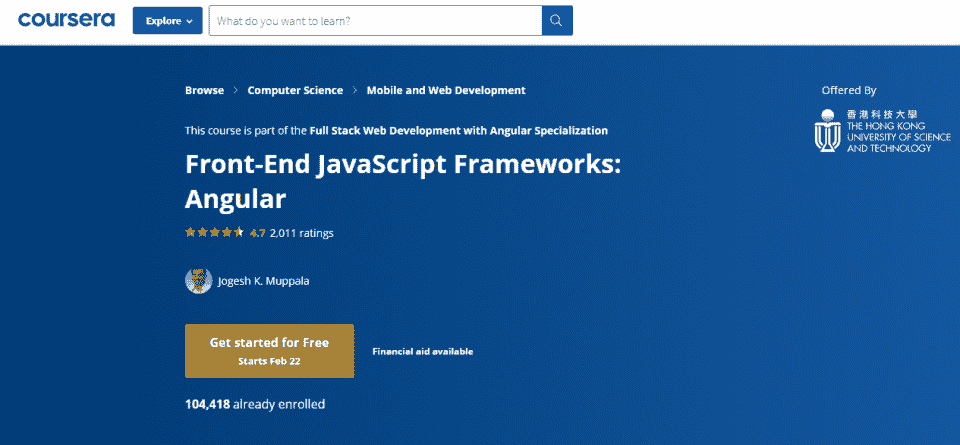 coursera
Explore
What do you want to learn?
Browse > Computer Science > Mobile and Web Development
Offered By
香港科技大學
THE HONG KONG
UNIVERSITY OF SCIENCE
AND TECHNOLOGY
This course is part of the Full Stack Web Development with Angular Specialization
Front-End JavaScript Frameworks:
Angular
4.7 2,011 ratings
Jogesh K. Muppala
Get started for Free
Starts Feb 22
Financial aid available
104,418 already enrolled